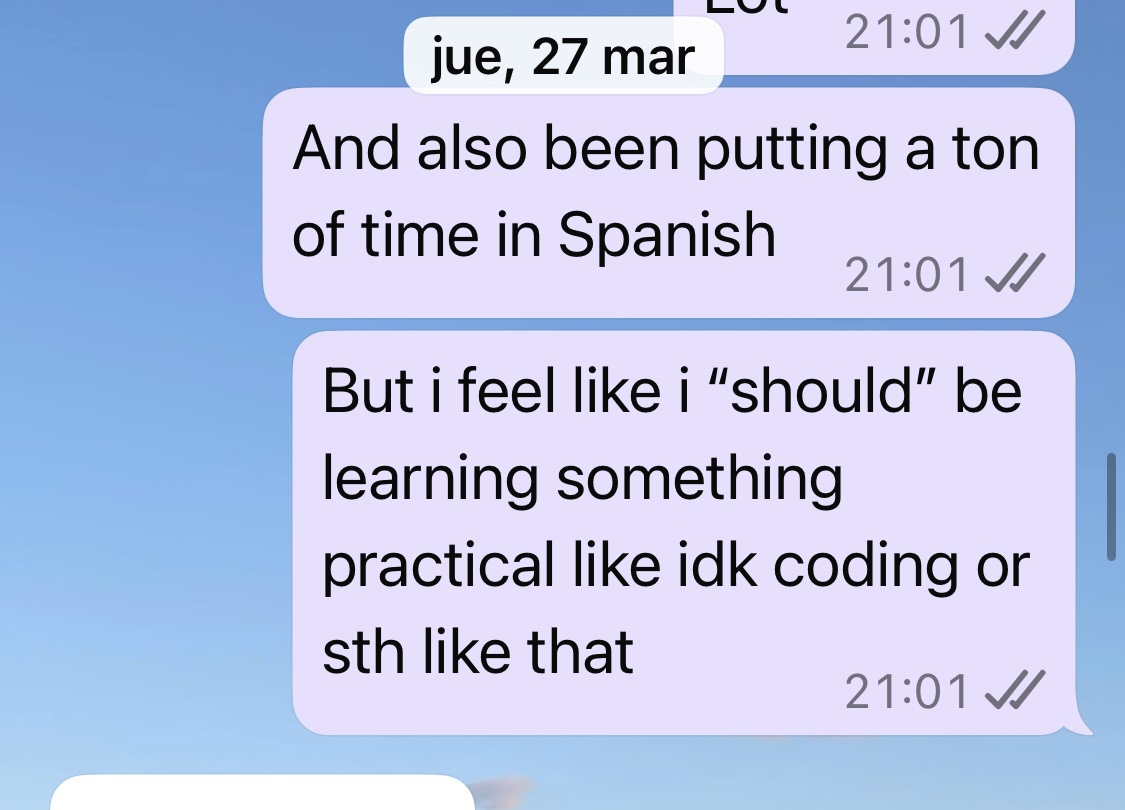 21:01
jue, 27 mar
And also been putting a ton
of time in Spanish
21:01
But i feel like i “should” be
learning something
practical like idk coding or
sth like that
21:01